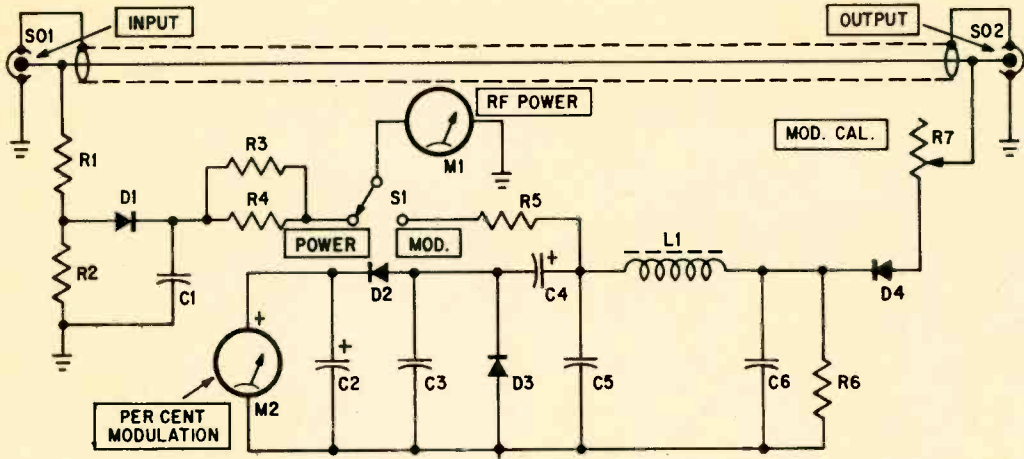 SO1
INPUT
OUTPUT
SO2
RF POWER
M1
MOD. CAL.
R7
R1
R3
D1
R4
S1
R5
POWER
MOD.
L1
R2
C1
D2
+
C4
D4
+
M2
+
C2
C3
D3
C5
C6
R6
PER CENT
MODULATION